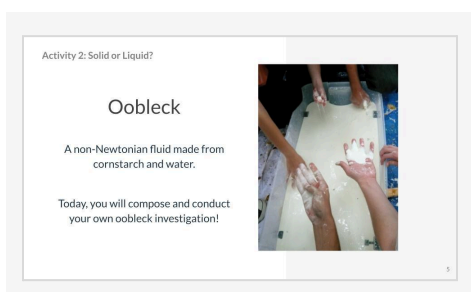 Activity 2: Solid or Liquid?
Oobleck
A non-Newtonian fluid made from
cornstarch and water.
Today, you will compose and conduct
your own oobleck investigation!
5